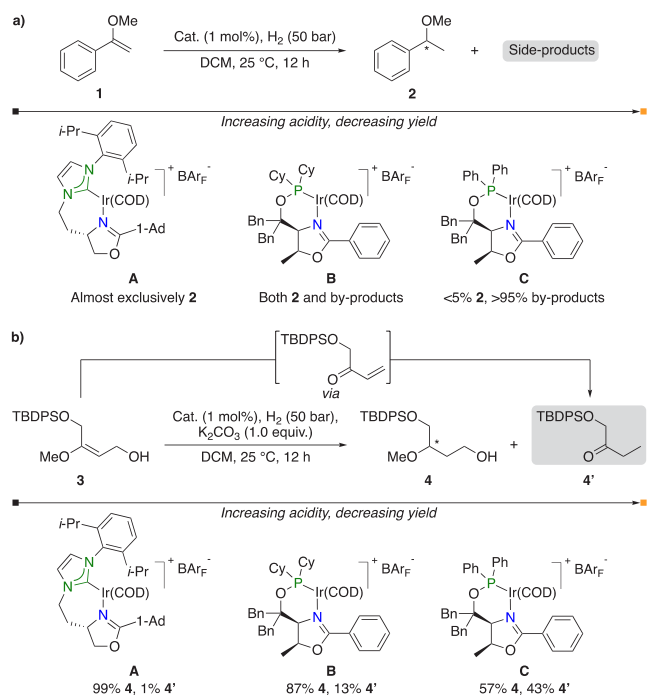 a)
OMe
Cat. (1 mol%), H2 (50 bar)
DCM, 25 °C, 12 h
OMe
*
+
Side-products
1
2
Increasing acidity, decreasing yield
i-Pr
N
N
i-Pr
Ir(COD)
N
1-Ad
O
+ BArF-
Cy Cy
P
O
Ir(COD)
Bn
Bn
N
O
+ BArF-
Ph Ph
P
O
Ir(COD)
Bn
Bn
N
O
+ BArF-
A
B
C
Almost exclusively 2
Both 2 and by-products
<5% 2, >95% by-products
b)
TBDPSO
O
via
TBDPSO
MeO
OH
Cat. (1 mol%), H2 (50 bar),
K2CO3 (1.0 equiv.)
DCM, 25 °C, 12 h
TBDPSO
*
MeO
OH
+
TBDPSO
O
3
4
4'
Increasing acidity, decreasing yield
i-Pr
N
N
i-Pr
Ir(COD)
N
1-Ad
O
+ BArF-
Cy Cy
P
O
Ir(COD)
Bn
Bn
N
O
+ BArF-
Ph Ph
P
O
Ir(COD)
Bn
Bn
N
O
+ BArF-
A
B
C
99% 4, 1% 4'
87% 4, 13% 4'
57% 4, 43% 4'